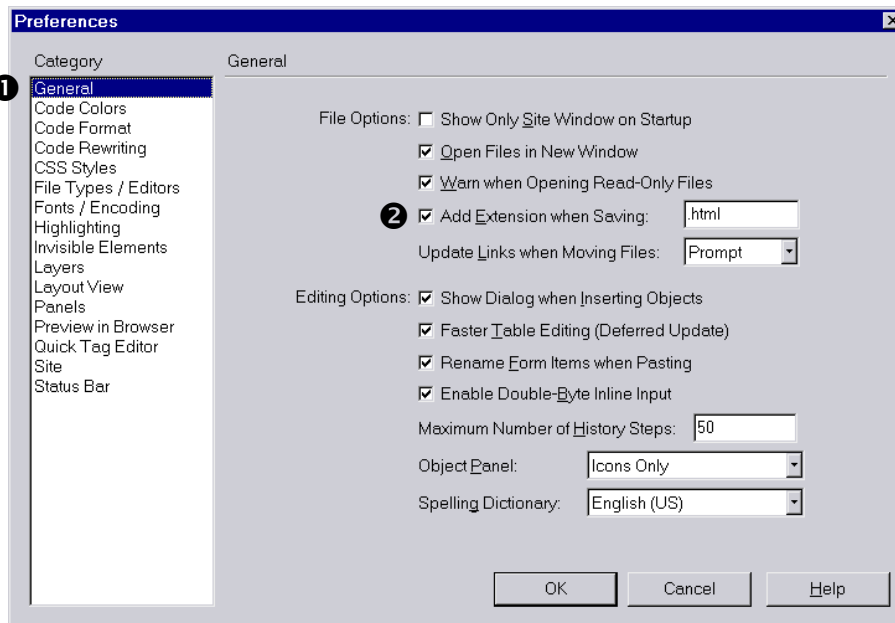 Preferences
Category
General
❶
General
Code Colors
Code Format
Code Rewriting
CSS Styles
File Types / Editors
Fonts / Encoding
Highlighting
Invisible Elements
Layers
Layout View
Panels
Preview in Browser
Quick Tag Editor
Site
Status Bar
File Options: Show Only Site Window on Startup
Open Files in New Window
Warn when Opening Read-Only Files
❷ Add Extension when Saving: .html
Update Links when Moving Files: Prompt
Editing Options: Show Dialog when Inserting Objects
Faster Table Editing (Deferred Update)
Rename Form Items when Pasting
Enable Double-Byte Inline Input
Maximum Number of History Steps: 50
Object Panel: Icons Only
Spelling Dictionary: English (US)
OK Cancel Help